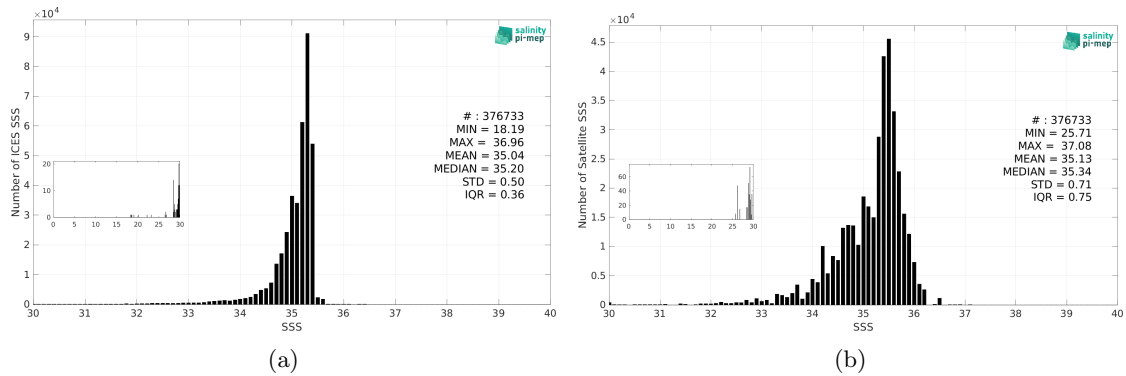 ×10⁴
9
8
7
6
5
4
3
2
1
0
Number of ICES SSS
salinity
pi-mep
# : 376733
MIN = 18.19
MAX = 36.96
MEAN = 35.04
MEDIAN = 35.20
STD = 0.50
IQR = 0.36
20
10
0
0 5 10 15 20 25 30
30 31 32 33 34 35 36 37 38 39 40
SSS
(a)
×10⁴
4.5
4
3.5
3
2.5
2
1.5
1
0.5
0
Number of Satellite SSS
salinity
pi-mep
# : 376733
MIN = 25.71
MAX = 37.08
MEAN = 35.13
MEDIAN = 35.34
STD = 0.71
IQR = 0.75
60
40
20
0
0 5 10 15 20 25 30
30 31 32 33 34 35 36 37 38 39 40
SSS
(b)